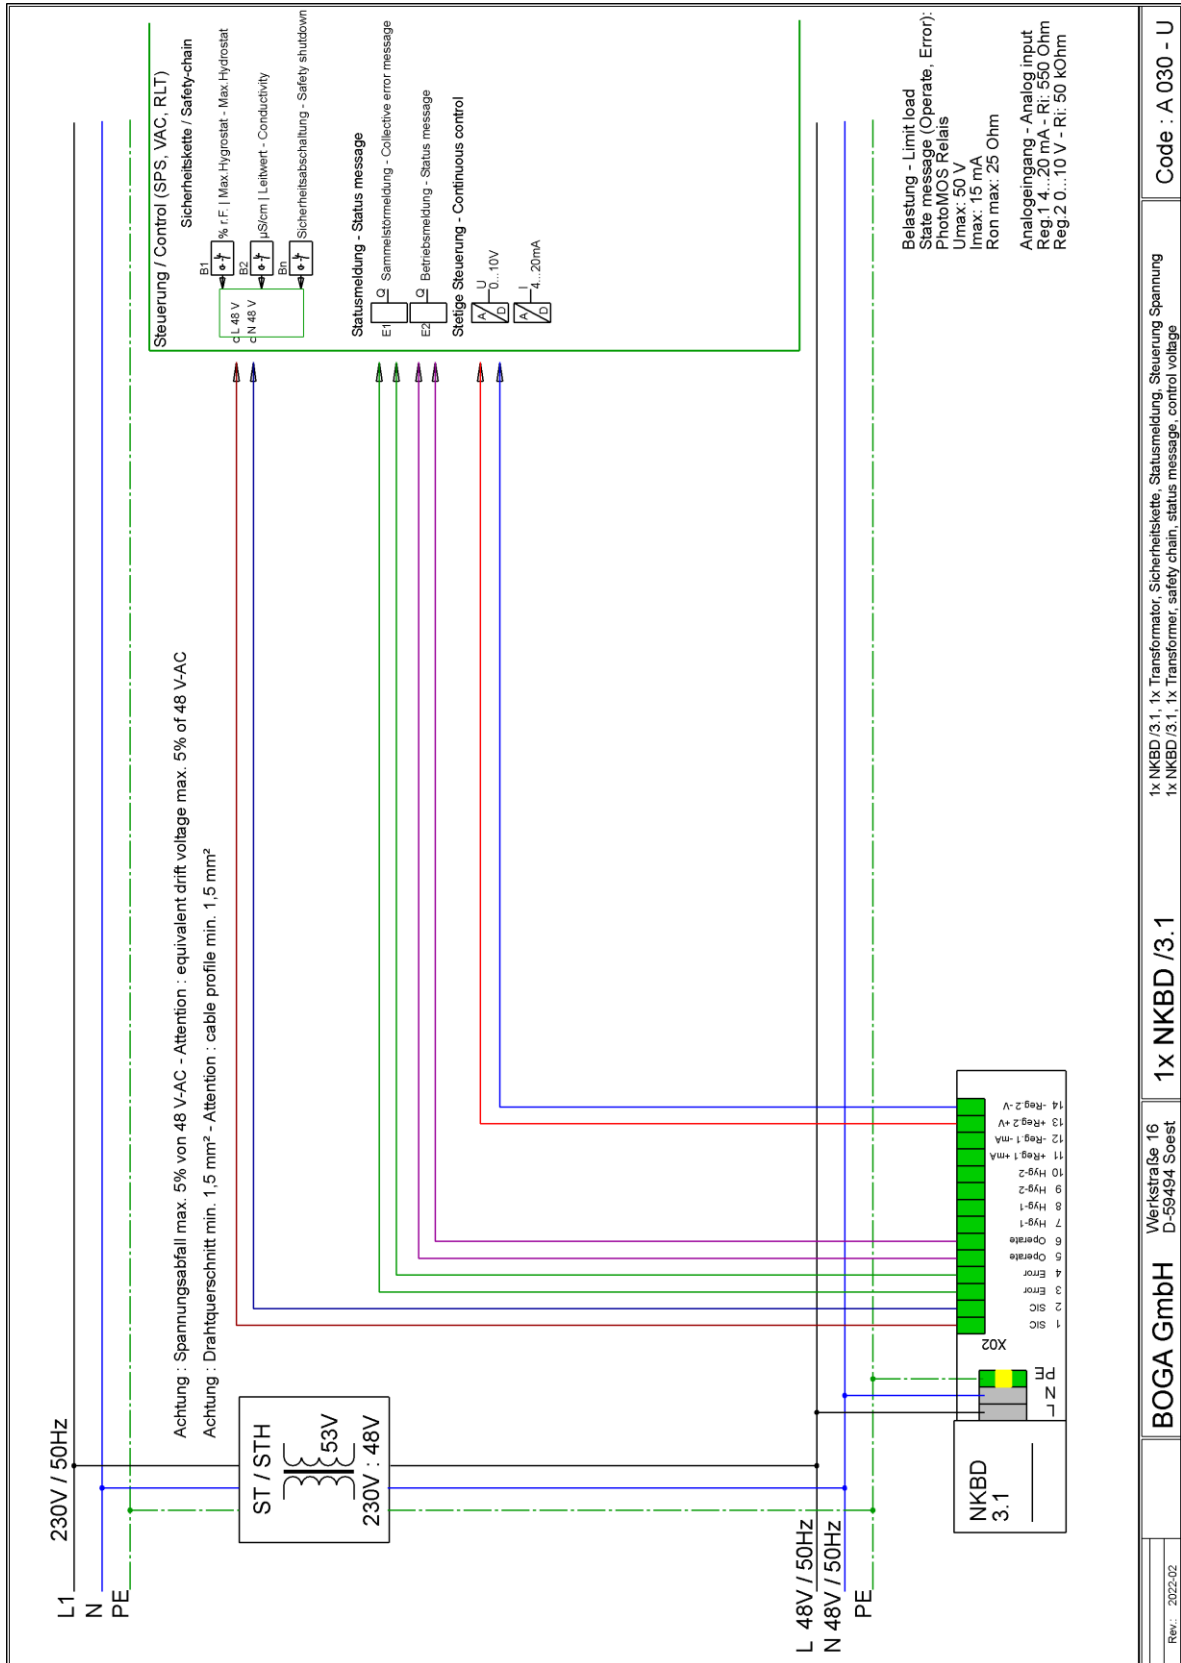 L1
N
PE
230V / 50Hz
ST / STH
53V
230V : 48V
Achtung : Spannungsabfall max. 5% von 48 V-AC - Attention : equivalent drift voltage max. 5% of 48 V-AC
Achtung : Drahtquerschnitt min. 1,5 mm² - Attention : cable profile min. 1,5 mm²
Steuerung / Control (SPS, VAC, RLT)
Sicherheitskette / Safety-chain
B1
% r.F. | Max.Hygrostat - Max.Hydrostat
B2
µS/cm | Leitwert - Conductivity
Bn
Sicherheitsabschaltung - Safety shutdown
c L 48 V
c N 48 V
Statusmeldung - Status message
E1
Q
Sammelstörmeldung - Collective error message
E2
Q
Betriebsmeldung - Status message
Stetige Steuerung - Continuous control
A
D
U
0...10V
A
D
I
4...20mA
L 48V / 50Hz
N 48V / 50Hz
PE
Belastung - Limit load
State message (Operate, Error):
PhotoMOS Relais
Umax: 50 V
Imax: 15 mA
Ron max: 25 Ohm
Analogeingang - Analog input
Reg.1 4...20 mA - Ri: 550 Ohm
Reg.2 0...10 V - Ri: 50 kOhm
NKBD
3.1
L
N
PE
X02
1 SIC
2 SIC
3 Error
4 Error
5 Operate
6 Operate
7 Hyg-1
8 Hyg-1
9 Hyg-2
10 Hyg-2
11 +Reg.1 +mA
12 -Reg.1 -mA
13 +Reg.2 +V
14 -Reg.2 -V
Rev.: 2022-02
BOGA GmbH
Werkstraße 16
D-59494 Soest
1x NKBD /3.1
1x NKBD /3.1, 1x Transformator, Sicherheitskette, Statusmeldung, Steuerung Spannung
1x NKBD /3.1, 1x Transformer, safety chain, status message, control voltage
Code : A 030 - U